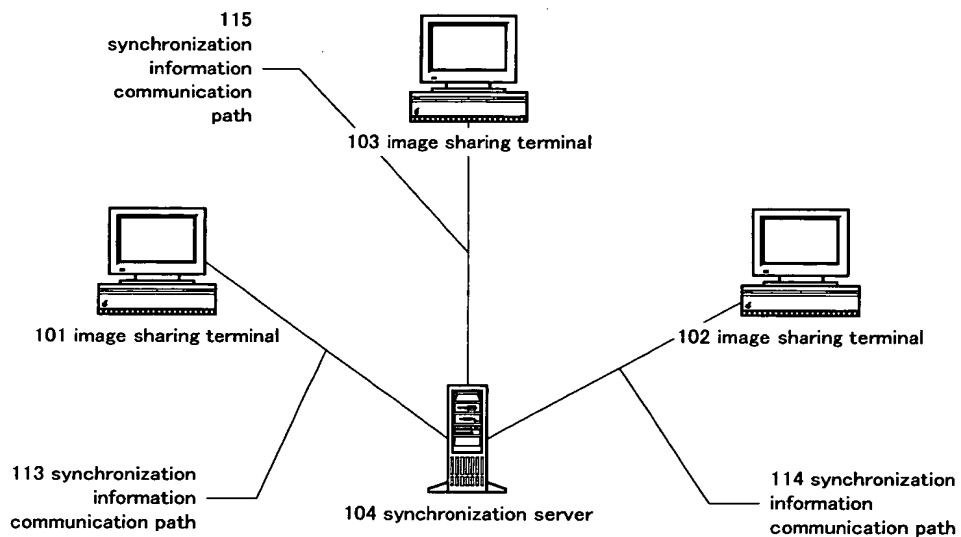 115
synchronization
information
communication
path
103 image sharing terminal
101 image sharing terminal
102 image sharing terminal
113 synchronization
information
communication path
104 synchronization server
114 synchronization
information
communication path